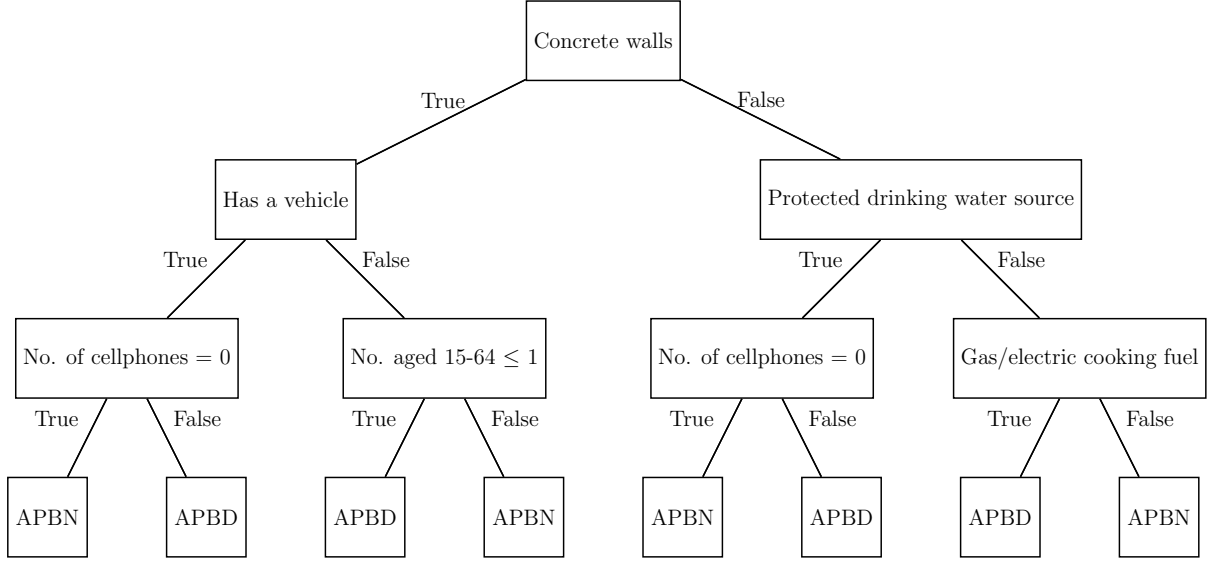 Concrete walls
True
False
Has a vehicle
Protected drinking water source
True
False
True
False
No. of cellphones = 0
No. aged 15-64 ≤ 1
No. of cellphones = 0
Gas/electric cooking fuel
True
False
True
False
True
False
True
False
APBN
APBD
APBD
APBN
APBN
APBD
APBD
APBN